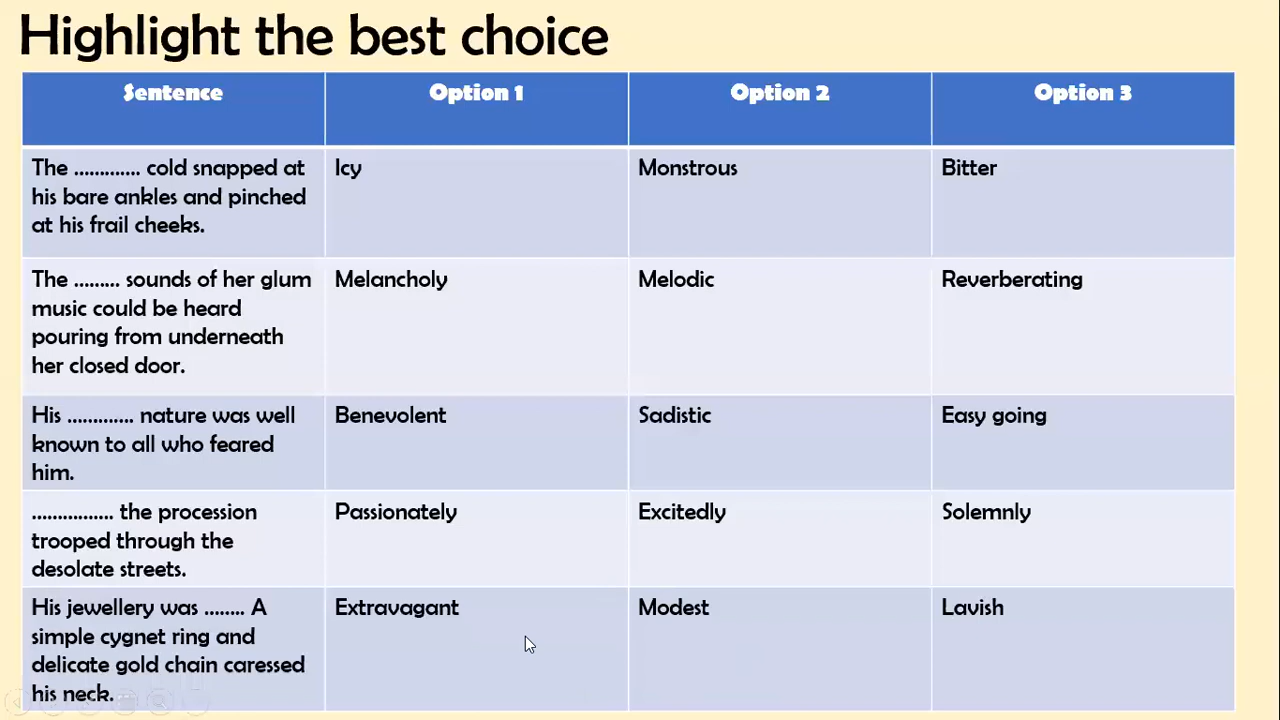 Highlight the best choice
Sentence Option 1 Option 2 Option 3
The ............. cold snapped at Icy Monstrous Bitter
his bare ankles and pinched
at his frail cheeks.
The ......... sounds of her glum Melancholy Melodic Reverberating
music could be heard
pouring from underneath
her closed door.
His ............. nature was well Benevolent Sadistic Easy going
known to all who feared
him.
................ the procession Passionately Excitedly Solemnly
trooped through the
desolate streets.
His jewellery was ........ A Extravagant Modest Lavish
simple cygnet ring and
delicate gold chain caressed
his neck.